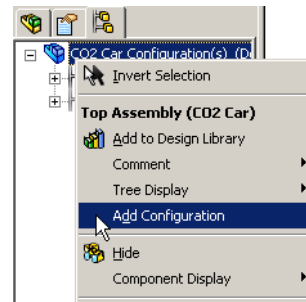 CO2 Car Configuration(s) (De
Invert Selection
Top Assembly (CO2 Car)
Add to Design Library
Comment
Tree Display
Add Configuration
Hide
Component Display